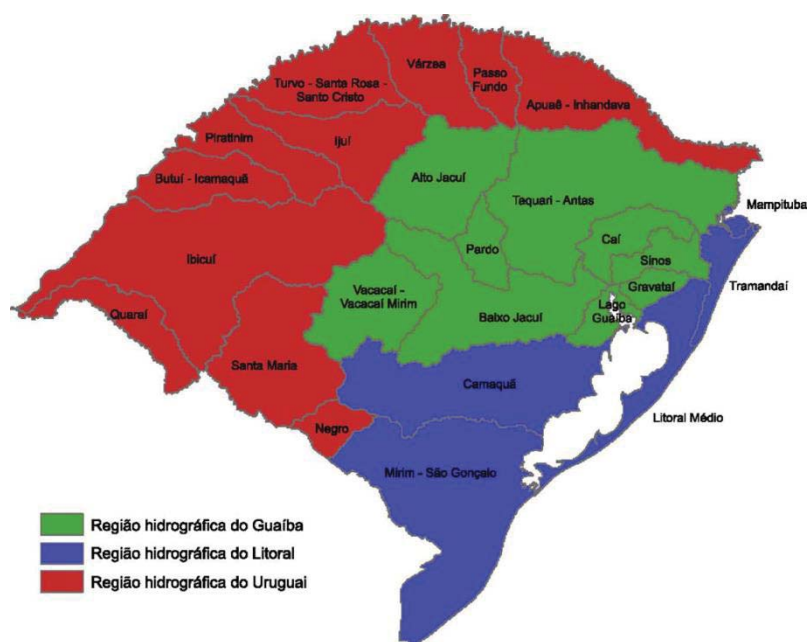 Várzea
Passo
Fundo
Turvo - Santa Rosa -
Santo Cristo
Apuaê - Inhandava
Piratinim
Ijuí
Butuí - Icamaquã
Alto Jacuí
Taquari - Antas
Mampituba
Ibicuí
Pardo
Caí
Sinos
Vacacaí -
Vacacaí Mirim
Gravataí
Tramandaí
Quaraí
Baixo Jacuí
Lago
Guaíba
Santa Maria
Camaquã
Negro
Litoral Médio
Mirim - São Gonçalo
Região hidrográfica do Guaíba
Região hidrográfica do Litoral
Região hidrográfica do Uruguai